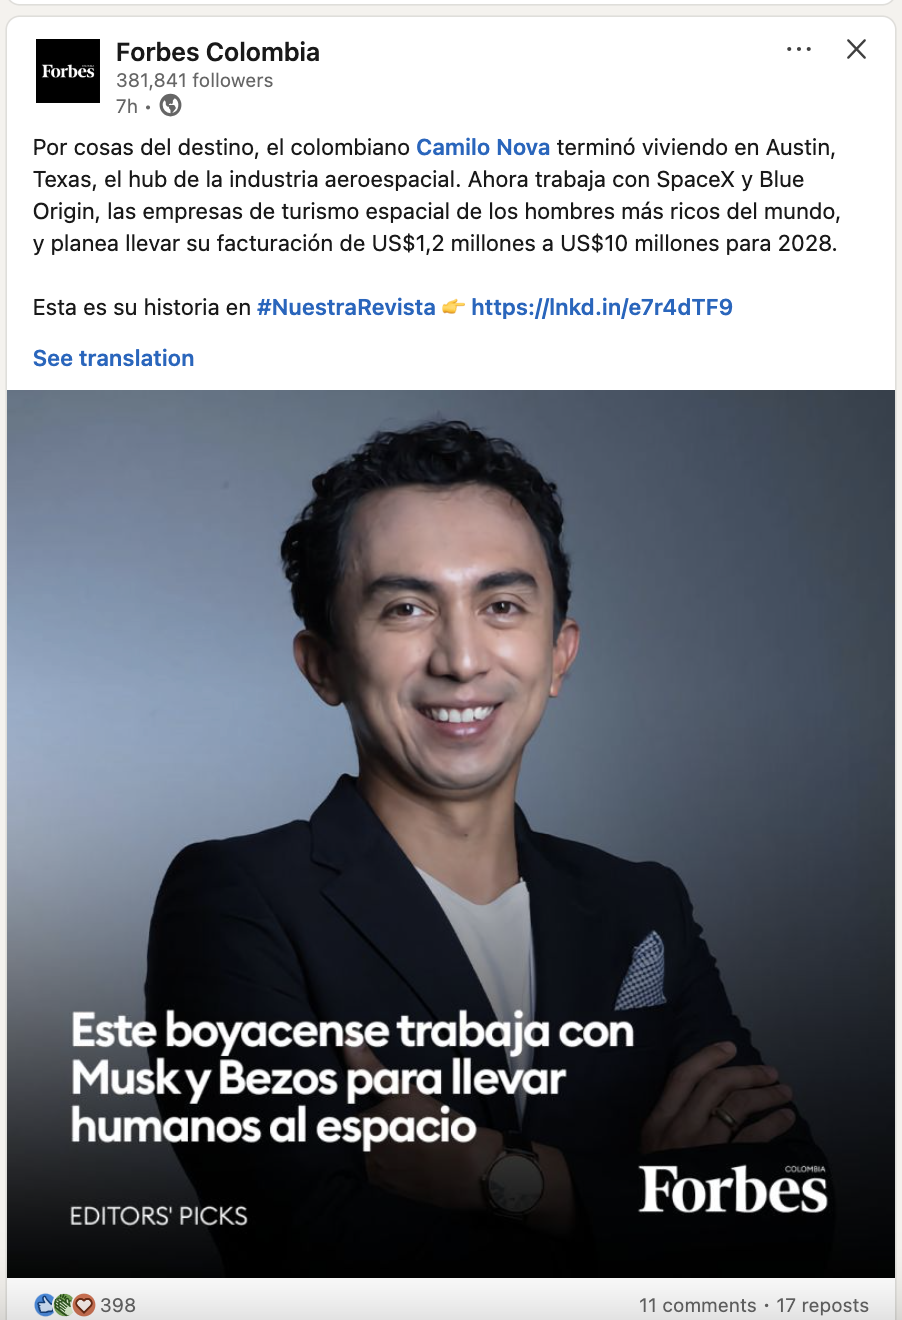 Forbes
Forbes Colombia
381,841 followers
7h •
Por cosas del destino, el colombiano Camilo Nova terminó viviendo en Austin,
Texas, el hub de la industria aeroespacial. Ahora trabaja con SpaceX y Blue
Origin, las empresas de turismo espacial de los hombres más ricos del mundo,
y planea llevar su facturación de US$1,2 millones a US$10 millones para 2028.
Esta es su historia en #NuestraRevista 👉 https://lnkd.in/e7r4dTF9
See translation
Este boyacense trabaja con
Musk y Bezos para llevar
humanos al espacio
EDITORS' PICKS
COLOMBIA
Forbes
398
11 comments • 17 reposts